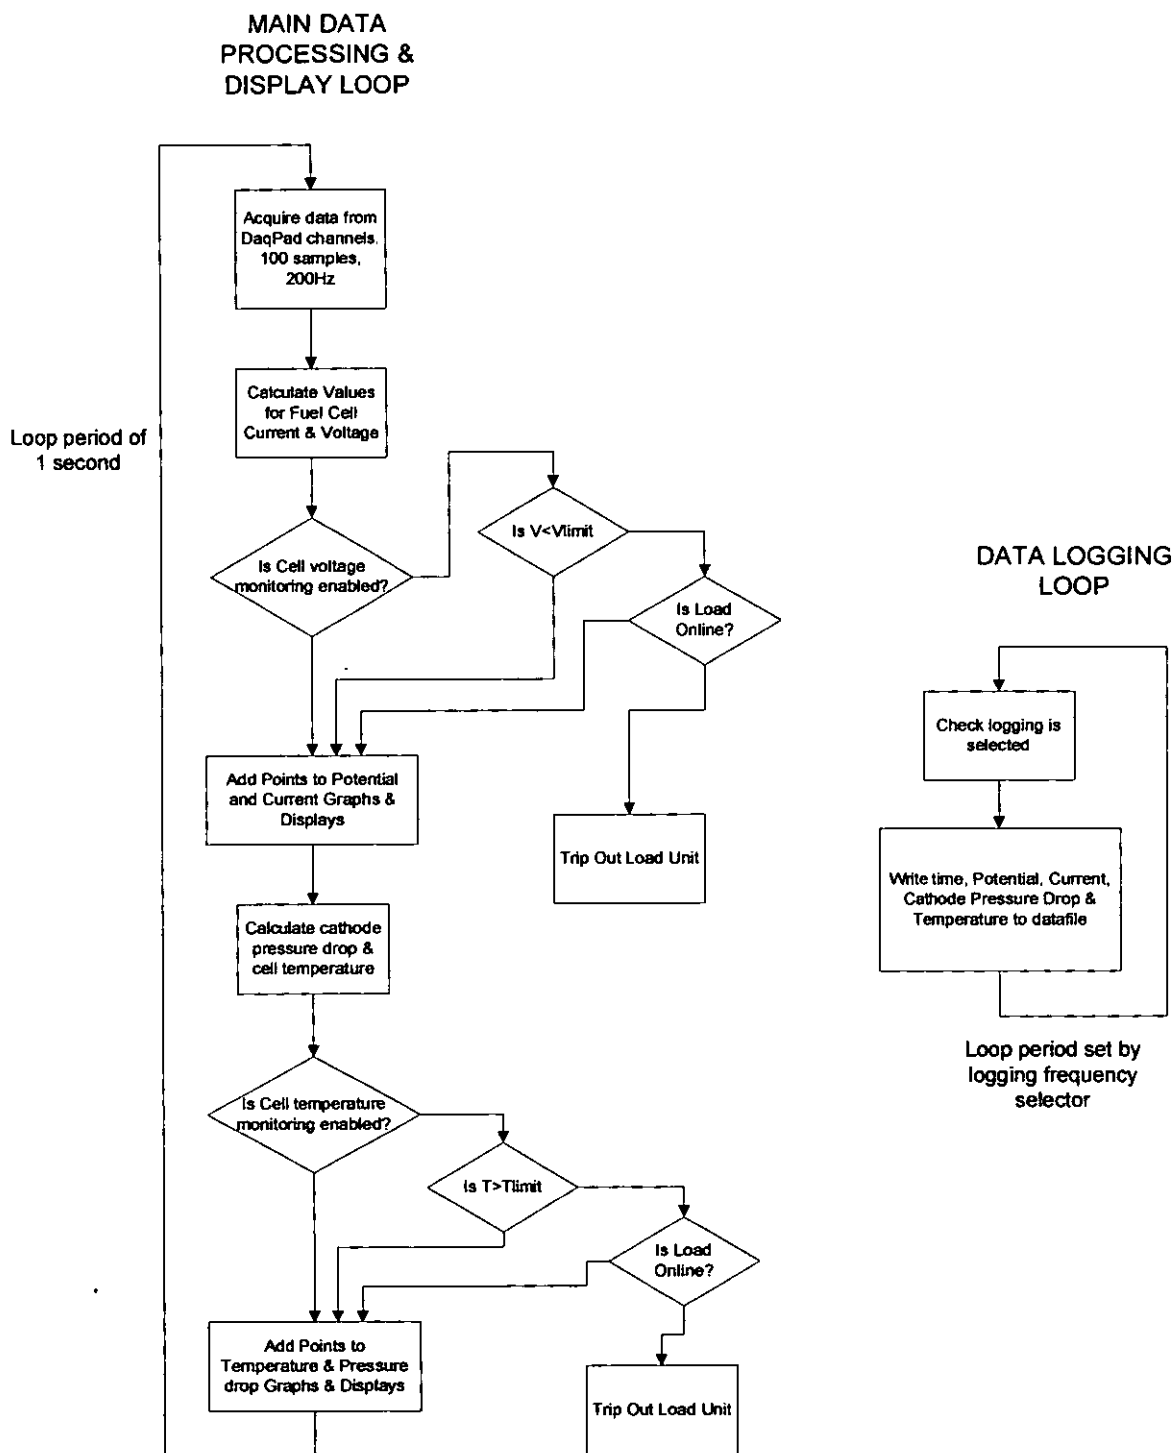 MAIN DATA
PROCESSING &
DISPLAY LOOP
Acquire data from
DaqPad channels.
100 samples,
200Hz
Calculate Values
for Fuel Cell
Current & Voltage
Loop period of
1 second
Is V<Vlimit
Is Cell voltage
monitoring enabled?
Is Load
Online?
Add Points to Potential
and Current Graphs &
Displays
Trip Out Load Unit
Calculate cathode
pressure drop &
cell temperature
Is Cell temperature
monitoring enabled?
Is T>Tlimit
Is Load
Online?
Add Points to
Temperature & Pressure
drop Graphs & Displays
Trip Out Load Unit
DATA LOGGING
LOOP
Check logging is
selected
Write time, Potential, Current,
Cathode Pressure Drop &
Temperature to datafile
Loop period set by
logging frequency
selector